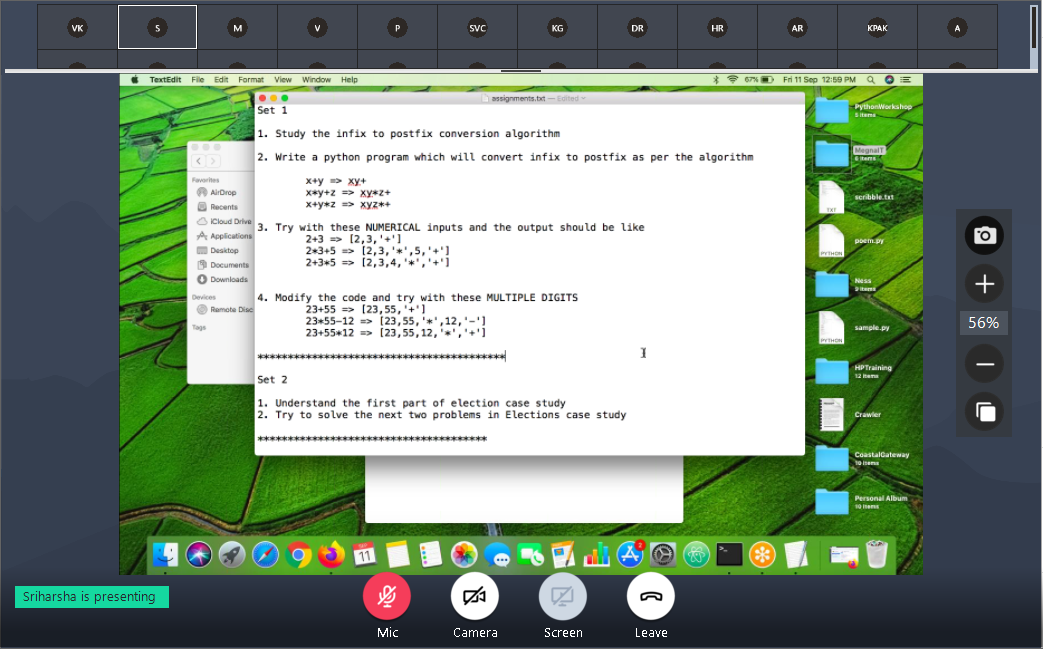 VK S M V P SVC KG DR HR AR KPAK A
TextEdit File Edit Format View Window Help 67% Fri 11 Sep 12:59 PM
assignments.txt — Edited
Set 1
1. Study the infix to postfix conversion algorithm
2. Write a python program which will convert infix to postfix as per the algorithm
x+y => xy+
x*y+z => xy*z+
x+y*z => xyz*+
3. Try with these NUMERICAL inputs and the output should be like
2+3 => [2,3,'+']
2*3+5 => [2,3,'*',5,'+']
2+3*5 => [2,3,4,'*','+']
4. Modify the code and try with these MULTIPLE DIGITS
23+55 => [23,55,'+']
23*55-12 => [23,55,'*',12,'-']
23+55*12 => [23,55,12,'*','+']
*****************************************
Set 2
1. Understand the first part of election case study
2. Try to solve the next two problems in Elections case study
**************************************
Favorites
AirDrop
Recents
iCloud Drive
Applications
Desktop
Documents
Downloads
Devices
Remote Disc
Tags
PythonWorkshop
5 items
MegnaIT
6 items
TXT
scribble.txt
PYTHON
poem.py
Ness
2 items
PYTHON
sample.py
HPTraining
12 items
Crawler
CoastalGateway
10 items
Personal Album
10 items
56%
11
2
Sriharsha is presenting
Mic Camera Screen Leave